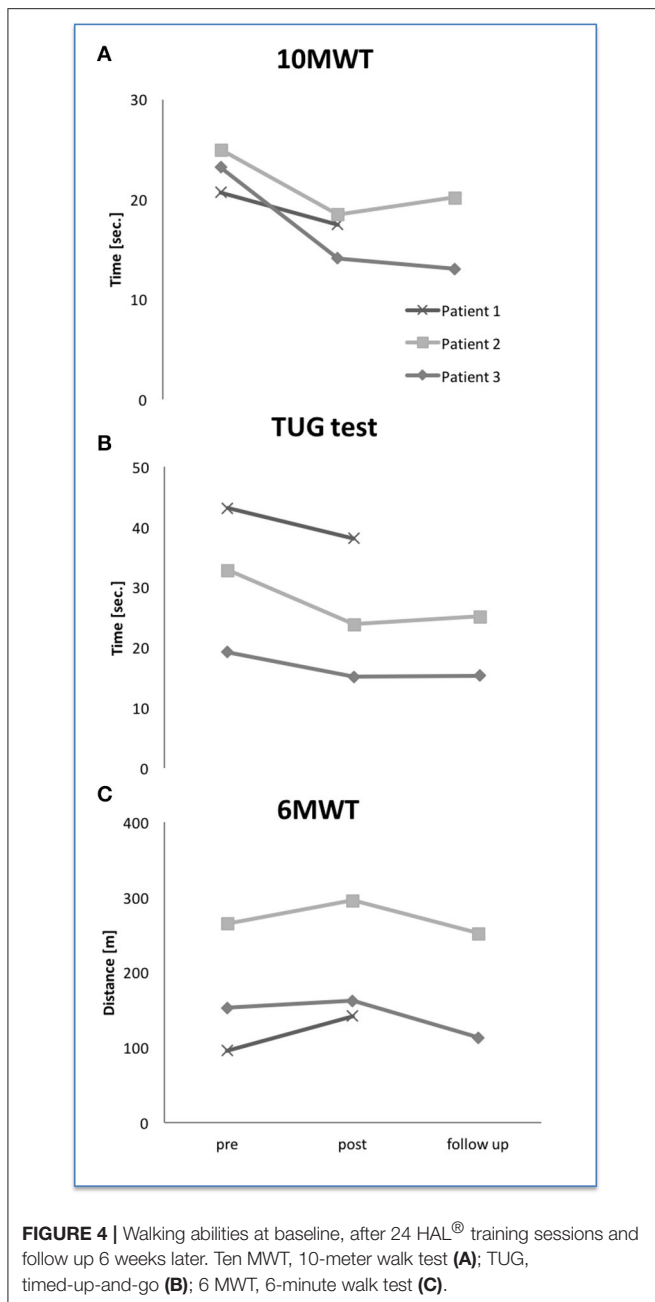 A
10MWT
30
20
10
0
Time [sec.]
Patient 1
Patient 2
Patient 3
B
TUG test
50
40
30
20
10
0
Time [sec.]
C
6MWT
400
300
200
100
0
Distance [m]
pre post follow up
FIGURE 4 | Walking abilities at baseline, after 24 HAL® training sessions and
follow up 6 weeks later. Ten MWT, 10-meter walk test (A); TUG,
timed-up-and-go (B); 6 MWT, 6-minute walk test (C).